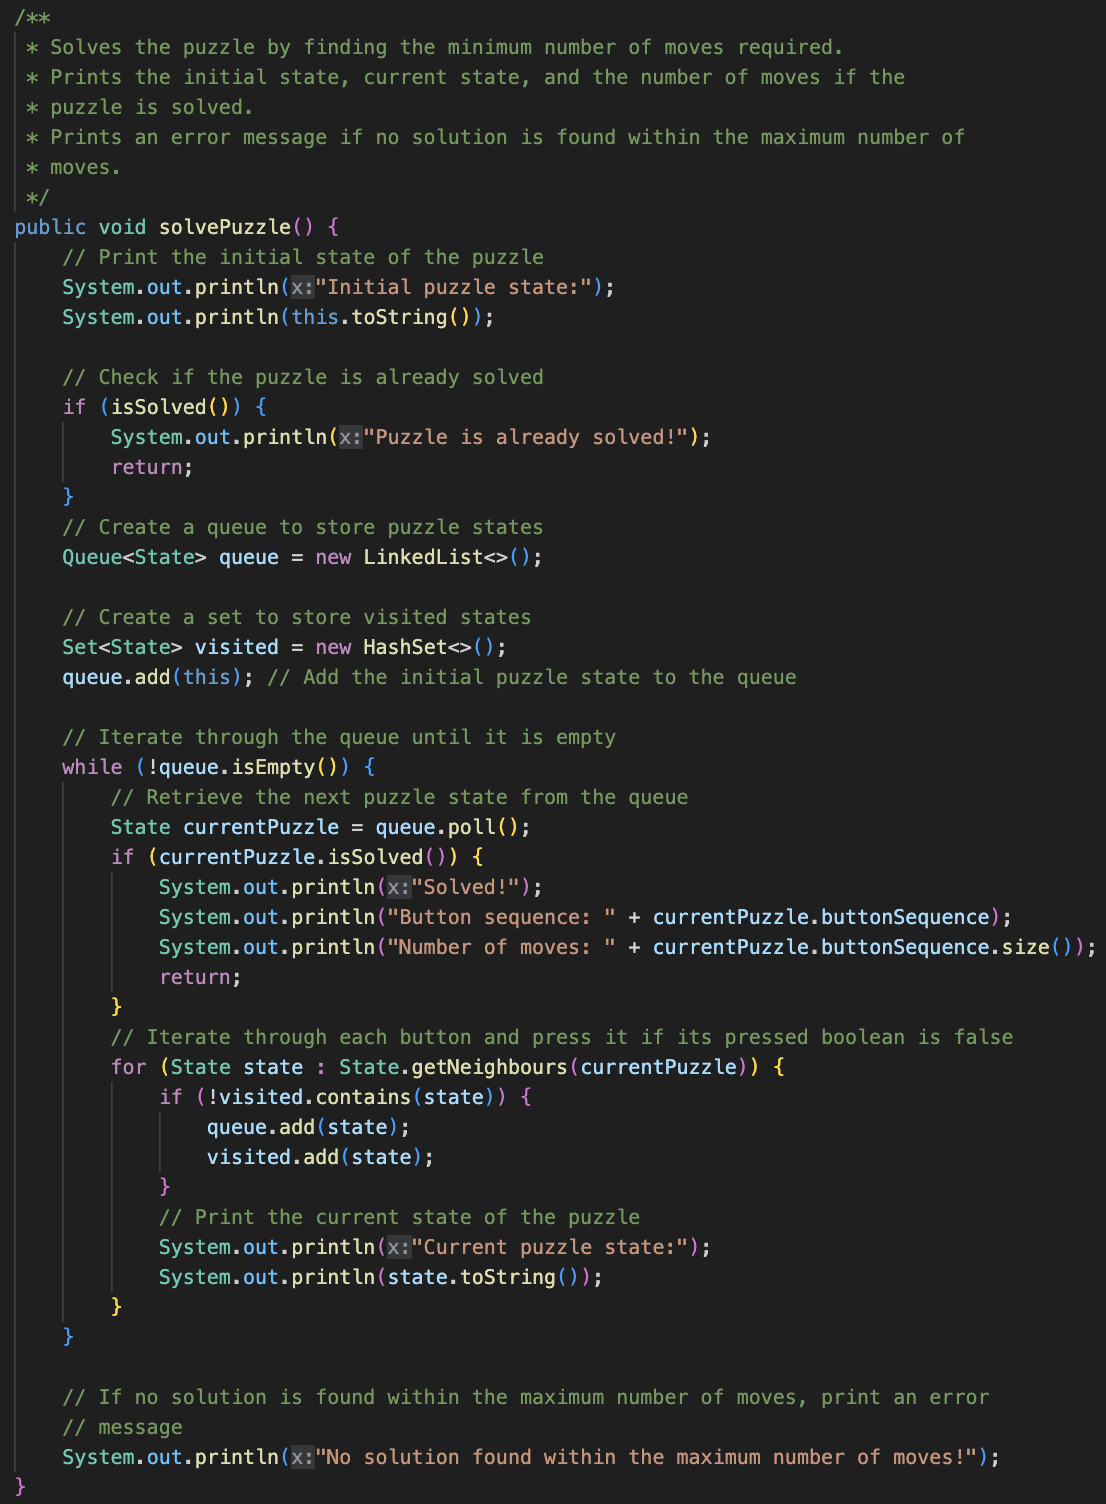 /**
 * Solves the puzzle by finding the minimum number of moves required.
 * Prints the initial state, current state, and the number of moves if the
 * puzzle is solved.
 * Prints an error message if no solution is found within the maximum number of
 * moves.
 */
public void solvePuzzle() {
    // Print the initial state of the puzzle
    System.out.println(x:"Initial puzzle state:");
    System.out.println(this.toString());

    // Check if the puzzle is already solved
    if (isSolved()) {
        System.out.println(x:"Puzzle is already solved!");
        return;
    }
    // Create a queue to store puzzle states
    Queue<State> queue = new LinkedList<>();

    // Create a set to store visited states
    Set<State> visited = new HashSet<>();
    queue.add(this); // Add the initial puzzle state to the queue

    // Iterate through the queue until it is empty
    while (!queue.isEmpty()) {
        // Retrieve the next puzzle state from the queue
        State currentPuzzle = queue.poll();
        if (currentPuzzle.isSolved()) {
            System.out.println(x:"Solved!");
            System.out.println("Button sequence: " + currentPuzzle.buttonSequence);
            System.out.println("Number of moves: " + currentPuzzle.buttonSequence.size());
            return;
        }
        // Iterate through each button and press it if its pressed boolean is false
        for (State state : State.getNeighbours(currentPuzzle)) {
            if (!visited.contains(state)) {
                queue.add(state);
                visited.add(state);
            }
            // Print the current state of the puzzle
            System.out.println(x:"Current puzzle state:");
            System.out.println(state.toString());
        }
    }

    // If no solution is found within the maximum number of moves, print an error
    // message
    System.out.println(x:"No solution found within the maximum number of moves!");
}